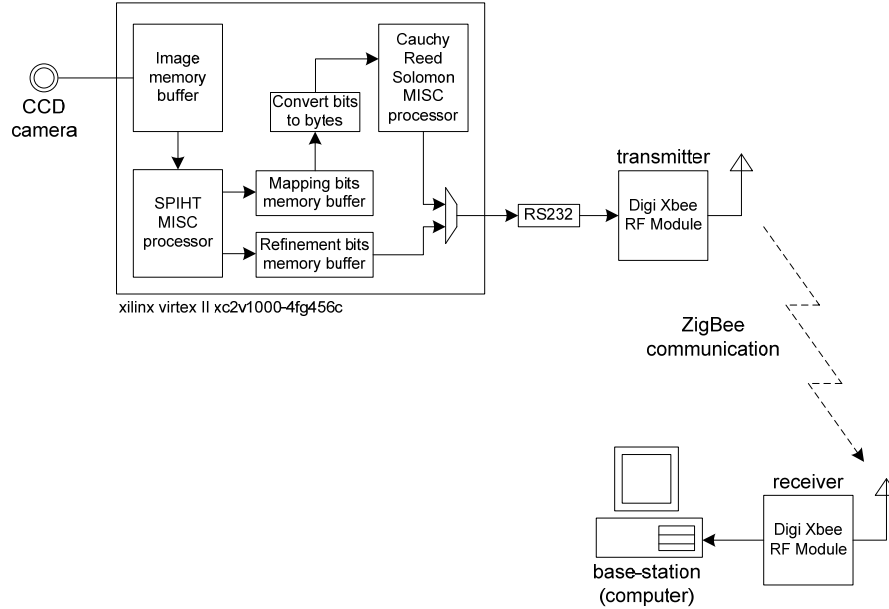 Image
memory
buffer
Cauchy
Reed
Solomon
MISC
processor
CCD
camera
Convert bits
to bytes
SPIHT
MISC
processor
Mapping bits
memory buffer
Refinement bits
memory buffer
xilinx virtex II xc2v1000-4fg456c
RS232
transmitter
Digi Xbee
RF Module
ZigBee
communication
receiver
Digi Xbee
RF Module
base-station
(computer)